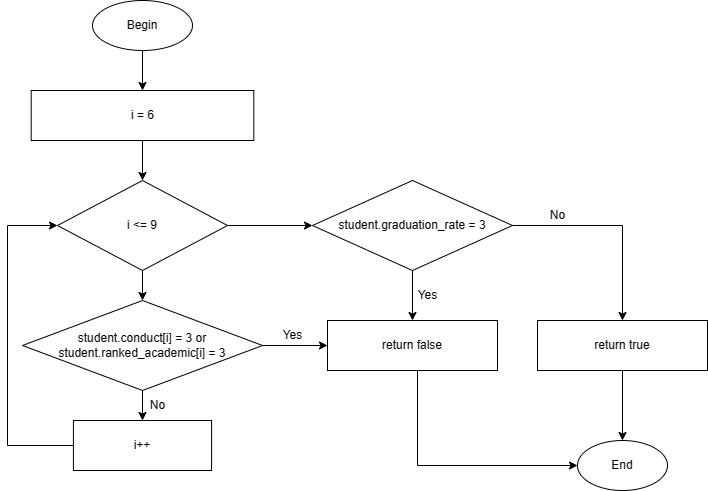 Begin
i = 6
i <= 9
student.graduation_rate = 3
No
Yes
student.conduct[i] = 3 or
student.ranked_academic[i] = 3
Yes
return false
return true
No
i++
End